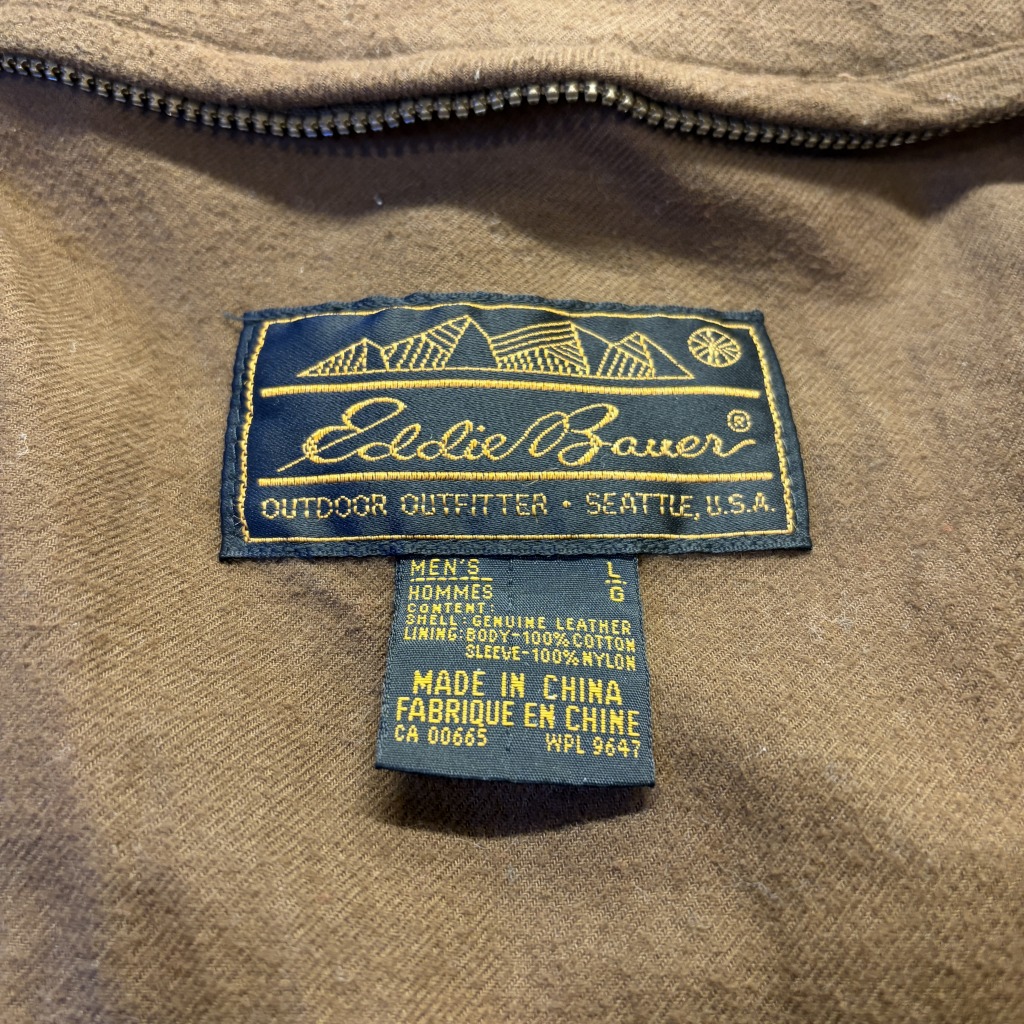 Eddie Bauer®
OUTDOOR OUTFITTER • SEATTLE, U.S.A.
MEN'S L
HOMMES G
CONTENT:
SHELL: GENUINE LEATHER
LINING: BODY-100% COTTON
SLEEVE-100% NYLON
MADE IN CHINA
FABRIQUE EN CHINE
CA 00665 WPL 9647